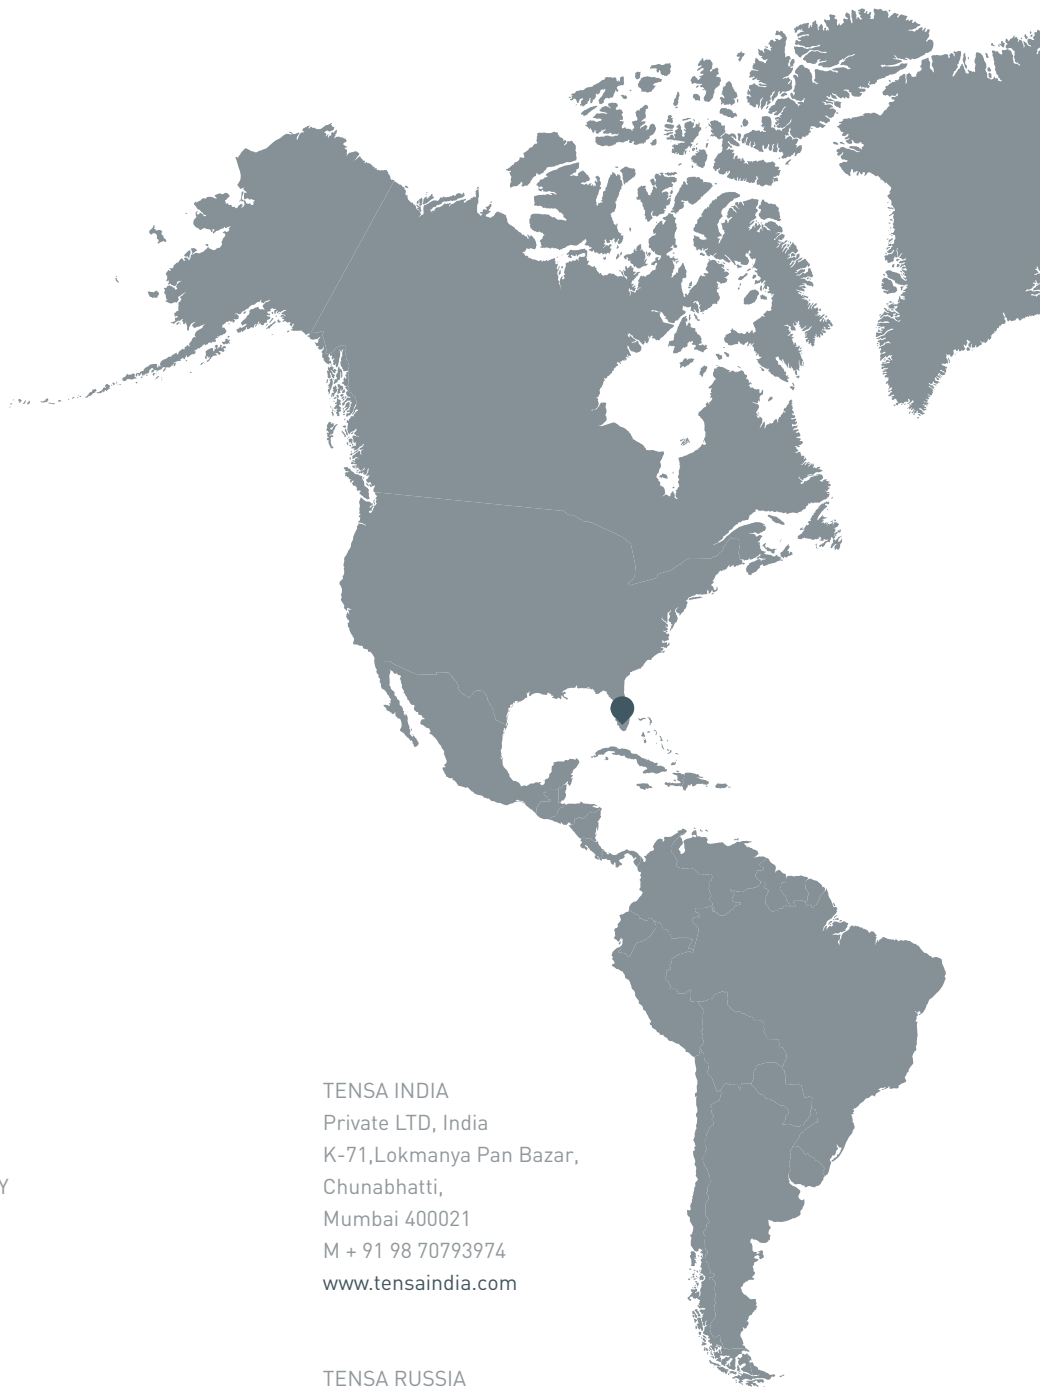 TENSA INDIA
Private LTD, India
K-71,Lokmanya Pan Bazar,
Chunabhatti,
Mumbai 400021
M + 91 98 70793974
www.tensaindia.com
TENSA RUSSIA